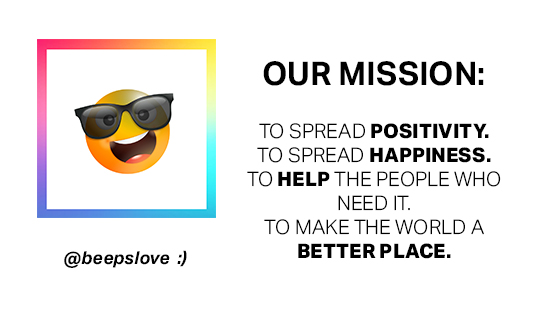 OUR MISSION:
TO SPREAD POSITIVITY.
TO SPREAD HAPPINESS.
TO HELP THE PEOPLE WHO
NEED IT.
TO MAKE THE WORLD A
BETTER PLACE.
@beepslove :)